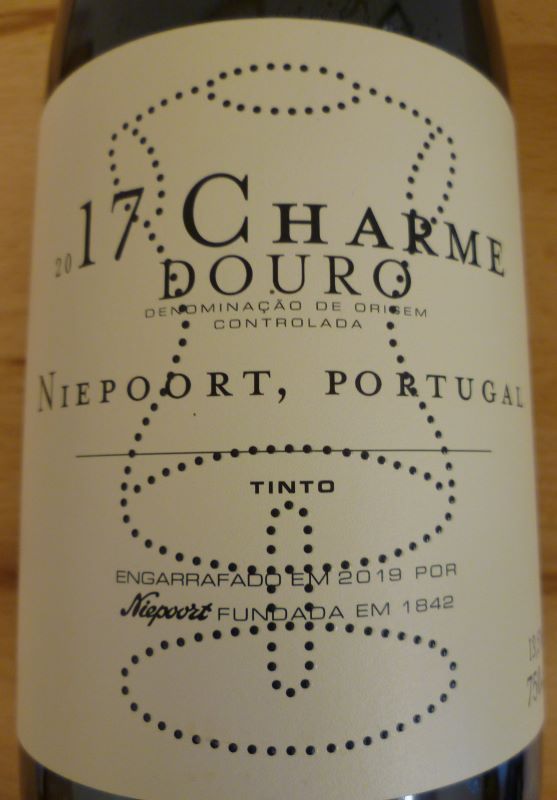 2017 CHARME
DOURO
DENOMINAÇÃO DE ORIGEM
CONTROLADA
NIEPOORT, PORTUGAL
TINTO
ENGARRAFADO EM 2019 POR
Niepoort FUNDADA EM 1842